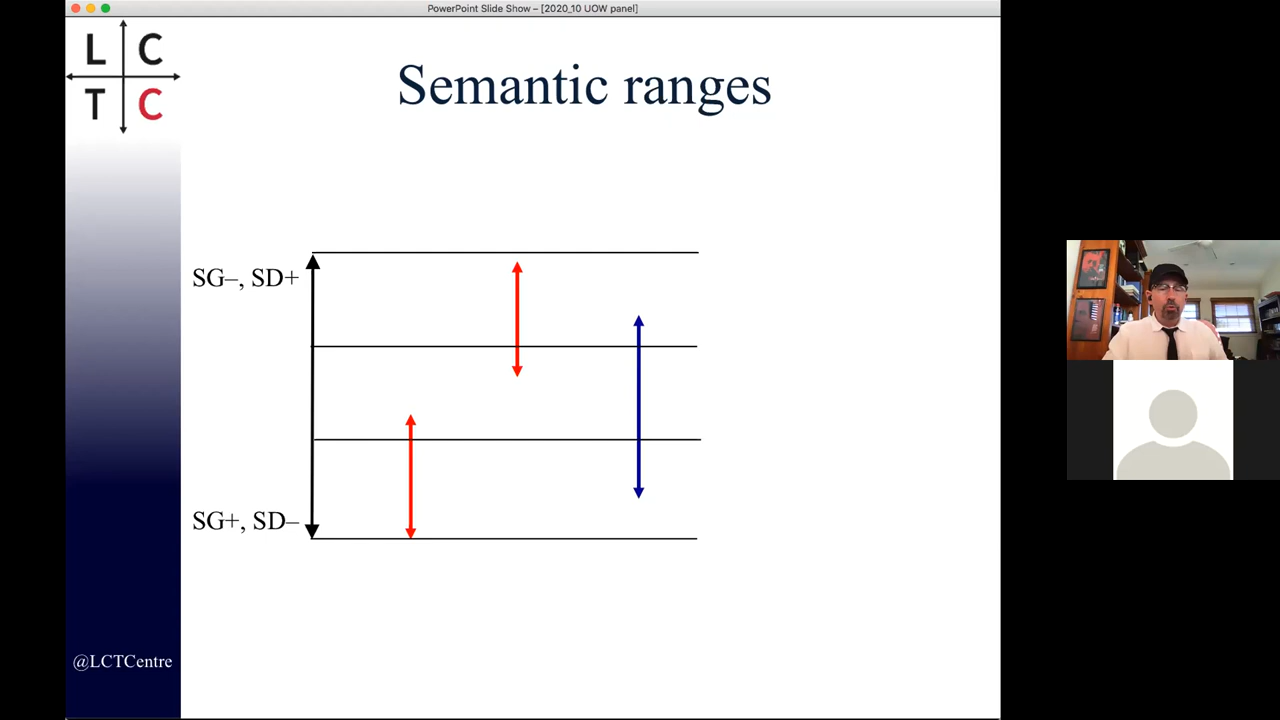 PowerPoint Slide Show – [2020_10 UOW panel]
L C
T C
Semantic ranges
SG–, SD+
SG+, SD–
@LCTCentre